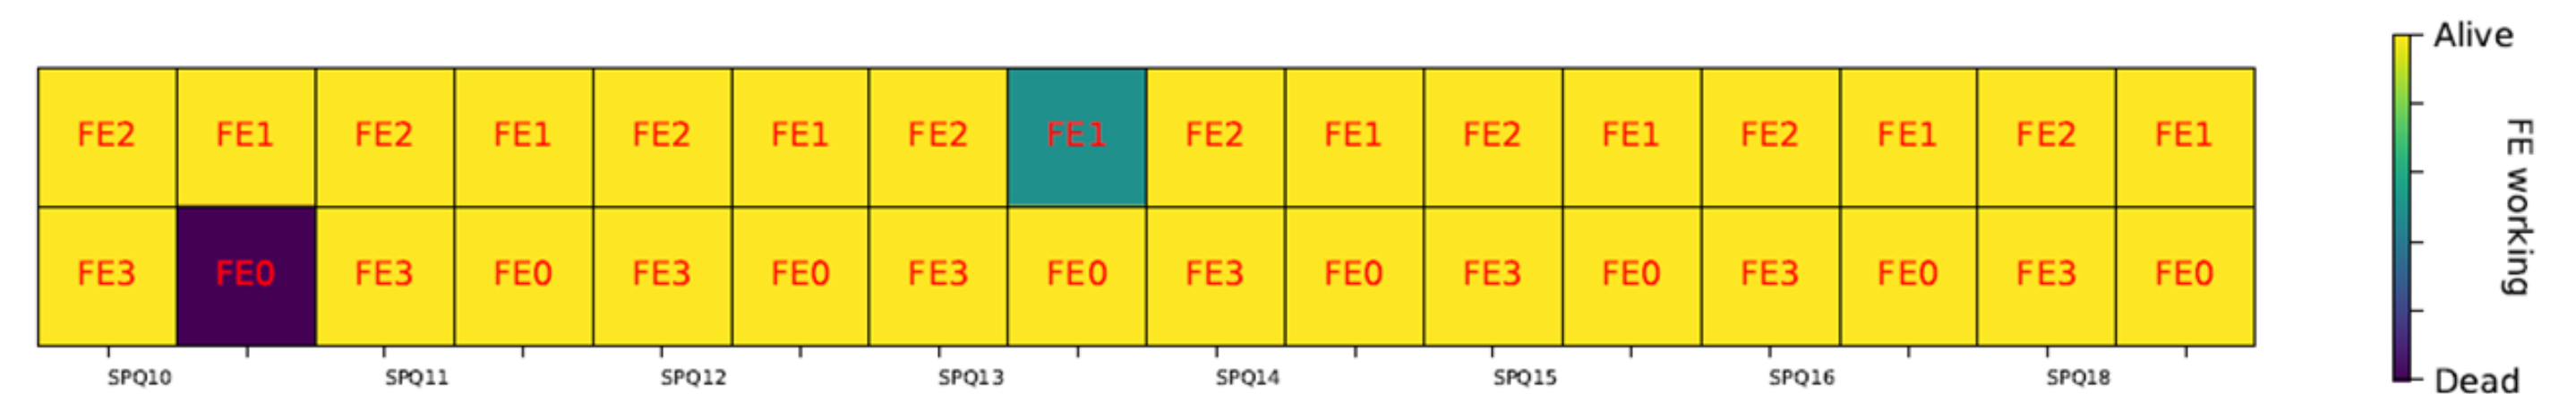 Alive
FE2 FE1 FE2 FE1 FE2 FE1 FE2 FE1 FE2 FE1 FE2 FE1 FE2 FE1 FE2 FE1
FE3 FE0 FE3 FE0 FE3 FE0 FE3 FE0 FE3 FE0 FE3 FE0 FE3 FE0 FE3 FE0
SPQ10 SPQ11 SPQ12 SPQ13 SPQ14 SPQ15 SPQ16 SPQ18
Dead
FE working